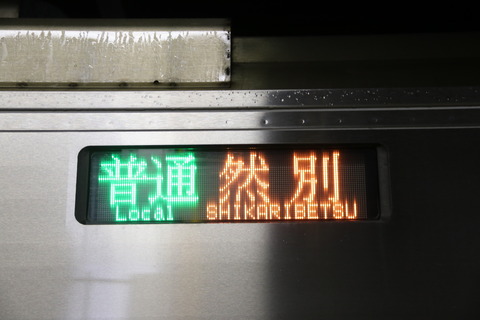 普通 然別
Local SHIKARIBETSU